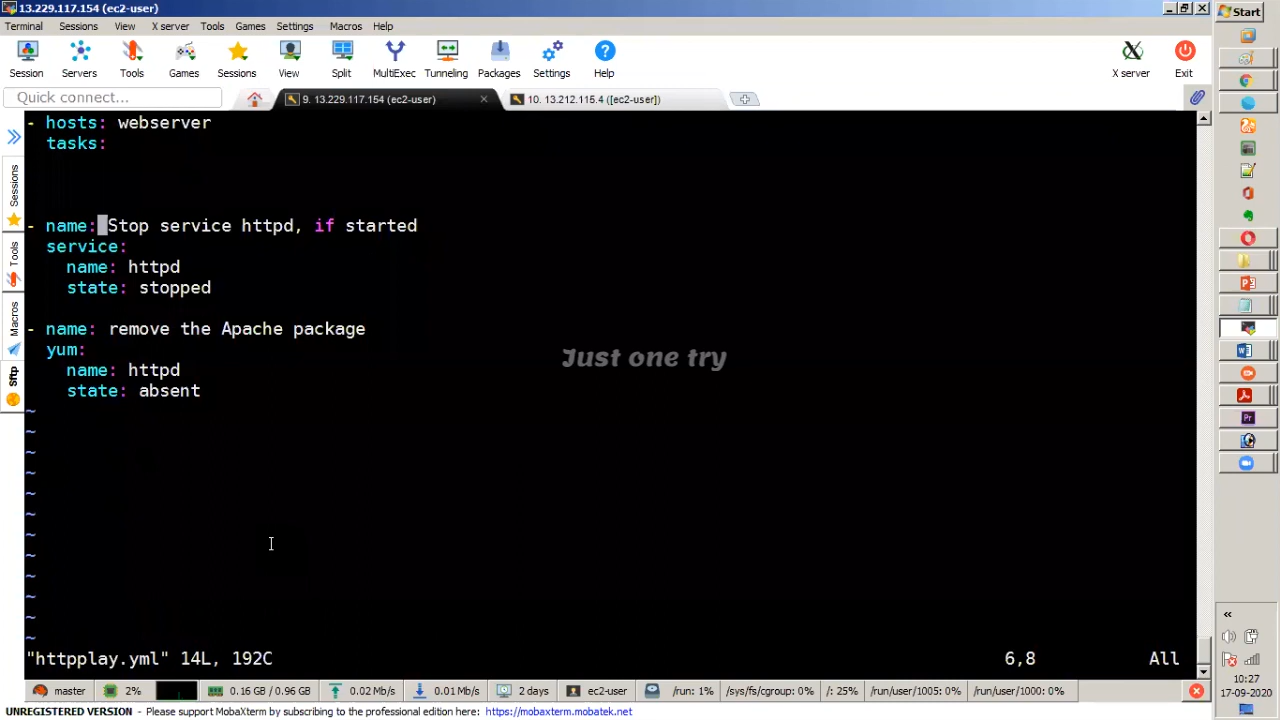 13.229.117.154 (ec2-user)
Terminal Sessions View X server Tools Games Settings Macros Help
Session Servers Tools Games Sessions View Split MultiExec Tunneling Packages Settings Help X server Exit
Quick connect...
9. 13.229.117.154 (ec2-user)
10. 13.212.115.4 ([ec2-user])
- hosts: webserver
tasks:
- name: Stop service httpd, if started
service:
name: httpd
state: stopped
- name: remove the Apache package
yum:
name: httpd
state: absent
~
~
~
~
~
~
~
~
~
~
~
~
"httpplay.yml" 14L, 192C 6,8 All
Just one try
Sessions
Tools
Macros
Sftp
master 2% 0.16 GB / 0.96 GB 0.02 Mb/s 0.01 Mb/s 2 days ec2-user /run: 1% /sys/fs/cgroup: 0% /: 25% /run/user/1005: 0% /run/user/1000: 0%
UNREGISTERED VERSION - Please support MobaXterm by subscribing to the professional edition here: https://mobaxterm.mobatek.net
Start
10:27
17-09-2020